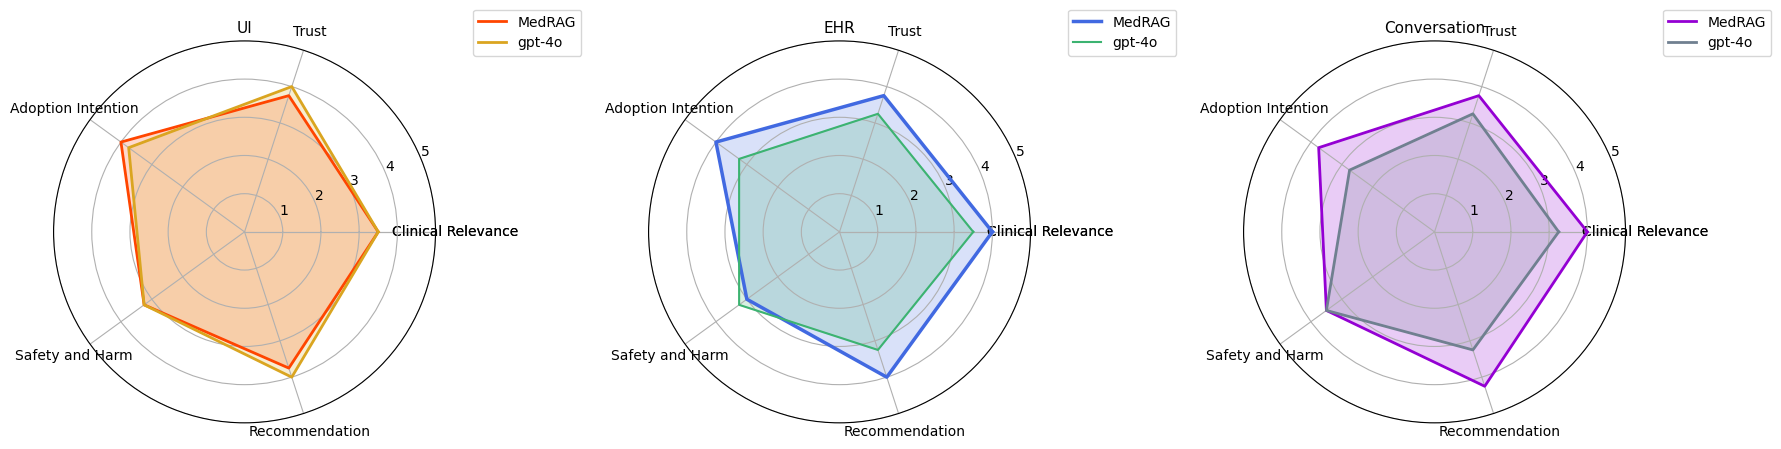 UI
Trust
Adoption Intention
Clinical Relevance
Safety and Harm
Recommendation
1
2
3
4
5
MedRAG
gpt-4o
EHR
Trust
Adoption Intention
Clinical Relevance
Safety and Harm
Recommendation
1
2
3
4
5
MedRAG
gpt-4o
Conversation
Trust
Adoption Intention
Clinical Relevance
Safety and Harm
Recommendation
1
2
3
4
5
MedRAG
gpt-4o